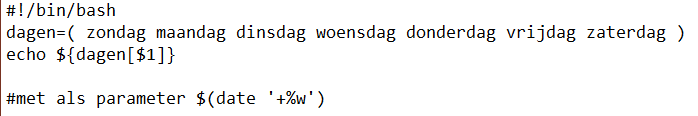 #!/bin/bash
dagen=( zondag maandag dinsdag woensdag donderdag vrijdag zaterdag )
echo ${dagen[$1]}
#met als parameter $(date '+%w')